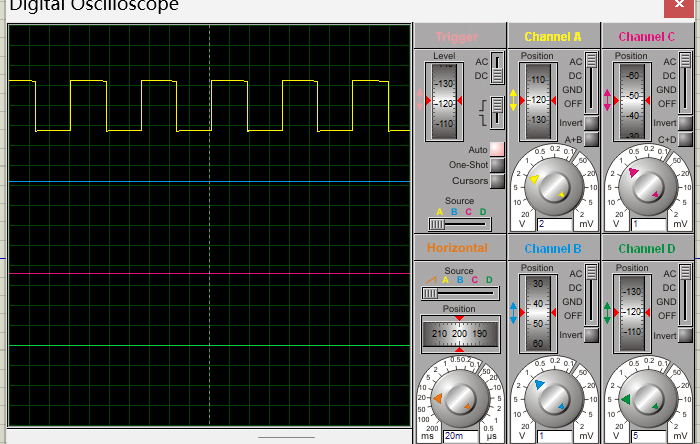 Digital Oscilloscope
Trigger
Level
AC
DC
-130
-120
-110
Auto
One-Shot
Cursors
Source
A B C D
Channel A
Position
AC
DC
GND
OFF
110
120
130
Invert
A+B
0.5 0.2 0.1
1
2
5
10
20
50
20
10
5
2
V
2
mV
Channel C
Position
AC
DC
GND
OFF
-60
-50
-40
-30
Invert
C+D
0.5 0.2 0.1
1
2
5
10
20
50
20
10
5
2
V
1
mV
Horizontal
Source
A B C D
Position
210 200 190
1 0.5 0.2
2
5
10
20
50
100
200
ms
20m
µs
0.5
1
2
5
10
20
Channel B
Position
AC
DC
GND
OFF
30
40
50
60
Invert
0.5 0.2 0.1
1
2
5
10
20
50
20
10
5
2
V
1
mV
Channel D
Position
AC
DC
GND
OFF
-130
-120
-110
Invert
0.5 0.2 0.1
1
2
5
10
20
50
20
10
5
2
V
5
mV